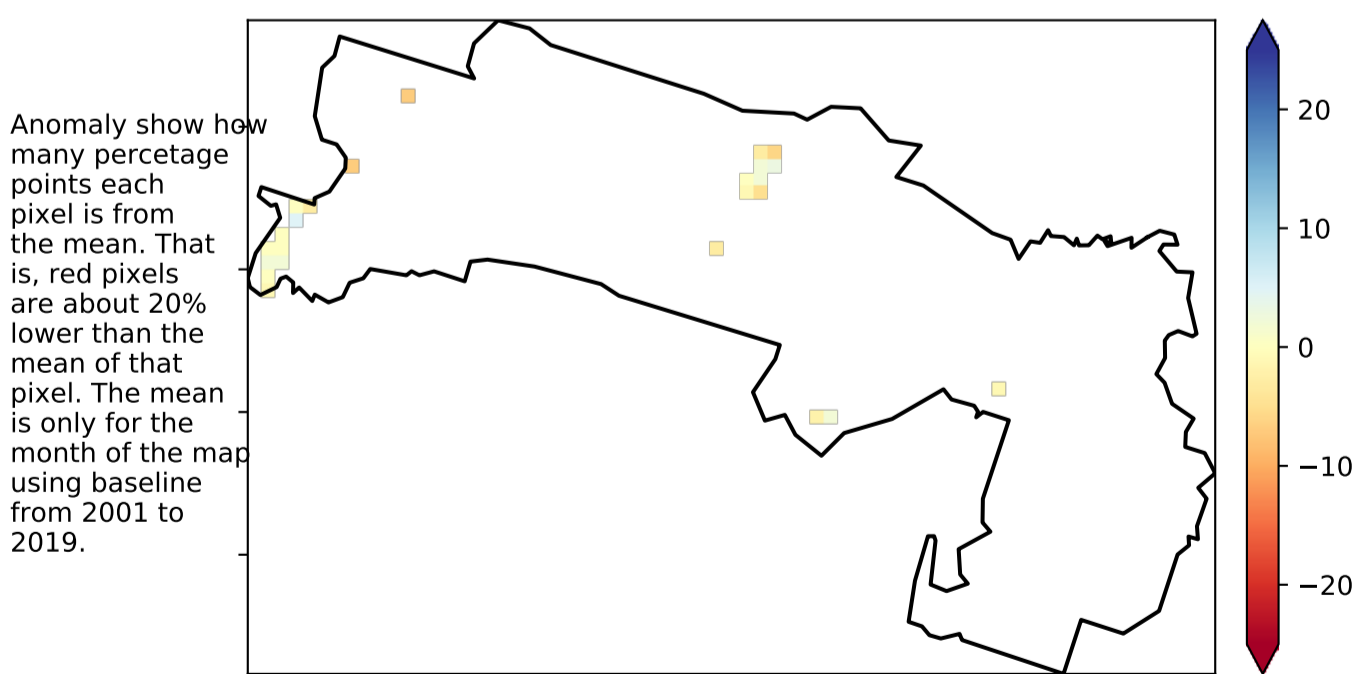 Anomaly show how
many percetage
points each
pixel is from
the mean. That
is, red pixels
are about 20%
lower than the
mean of that
pixel. The mean
is only for the
month of the map
using baseline
from 2001 to
2019.
20
10
0
−10
−20